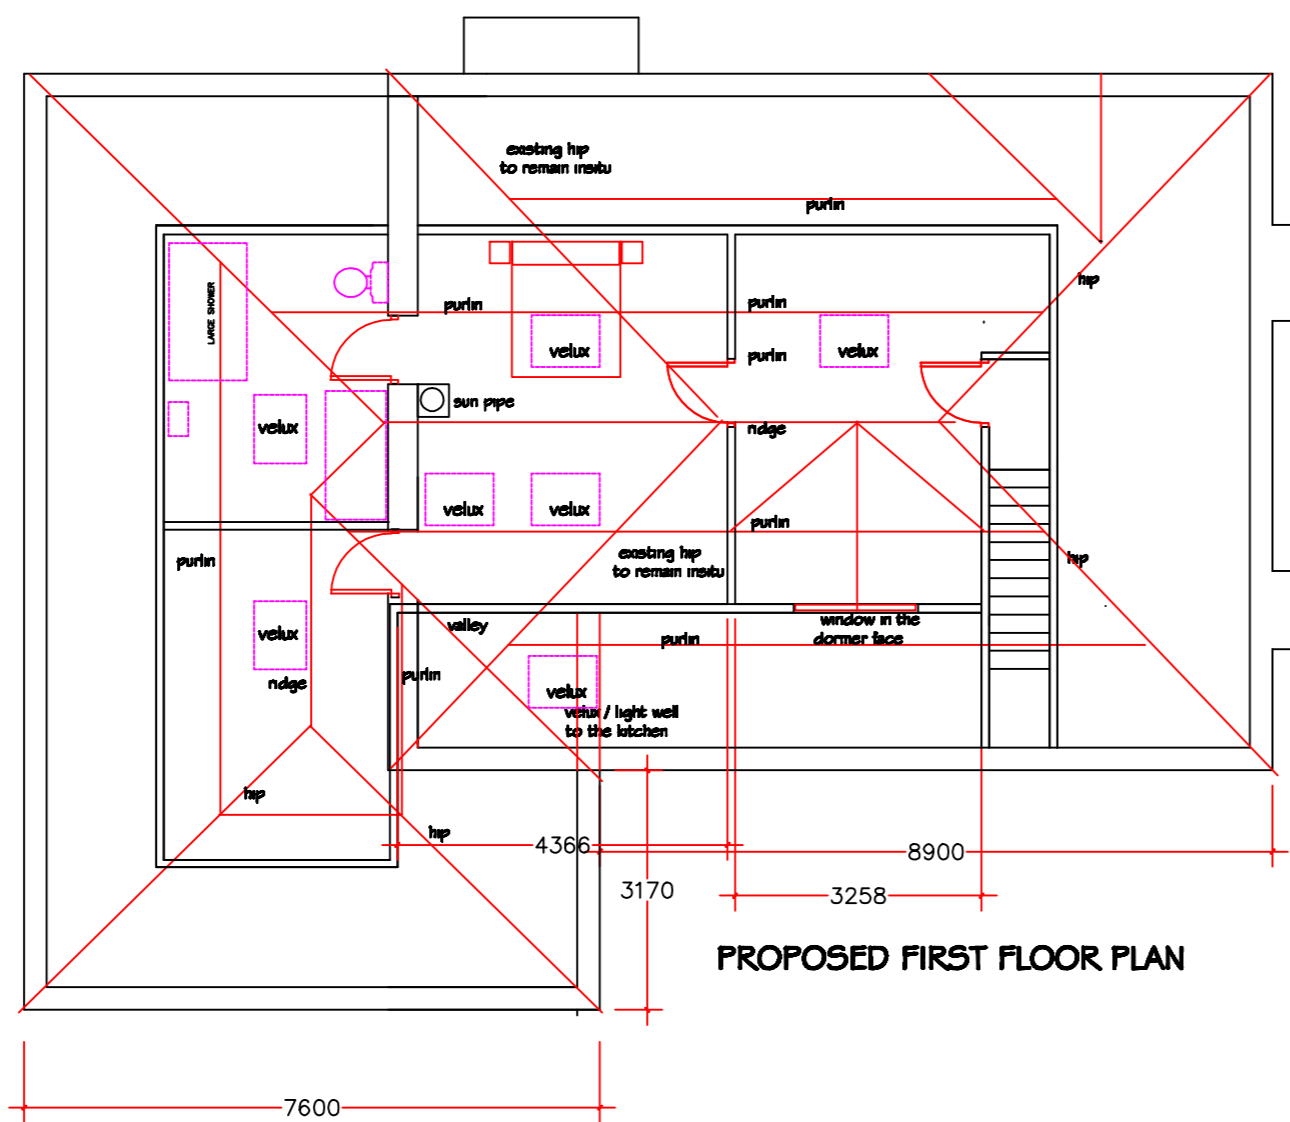 existing hip
to remain insitu
purlin
LARGE SHOWER
purlin
purlin
hip
velux
purlin
velux
sun pipe
velux
ridge
velux
velux
purlin
existing hip
to remain insitu
hip
purlin
velux
valley
window in the
dormer face
purlin
ridge
purlin
velux
velux / light well
to the kitchen
hip
hip
4366
8900
3170
3258
PROPOSED FIRST FLOOR PLAN
7600